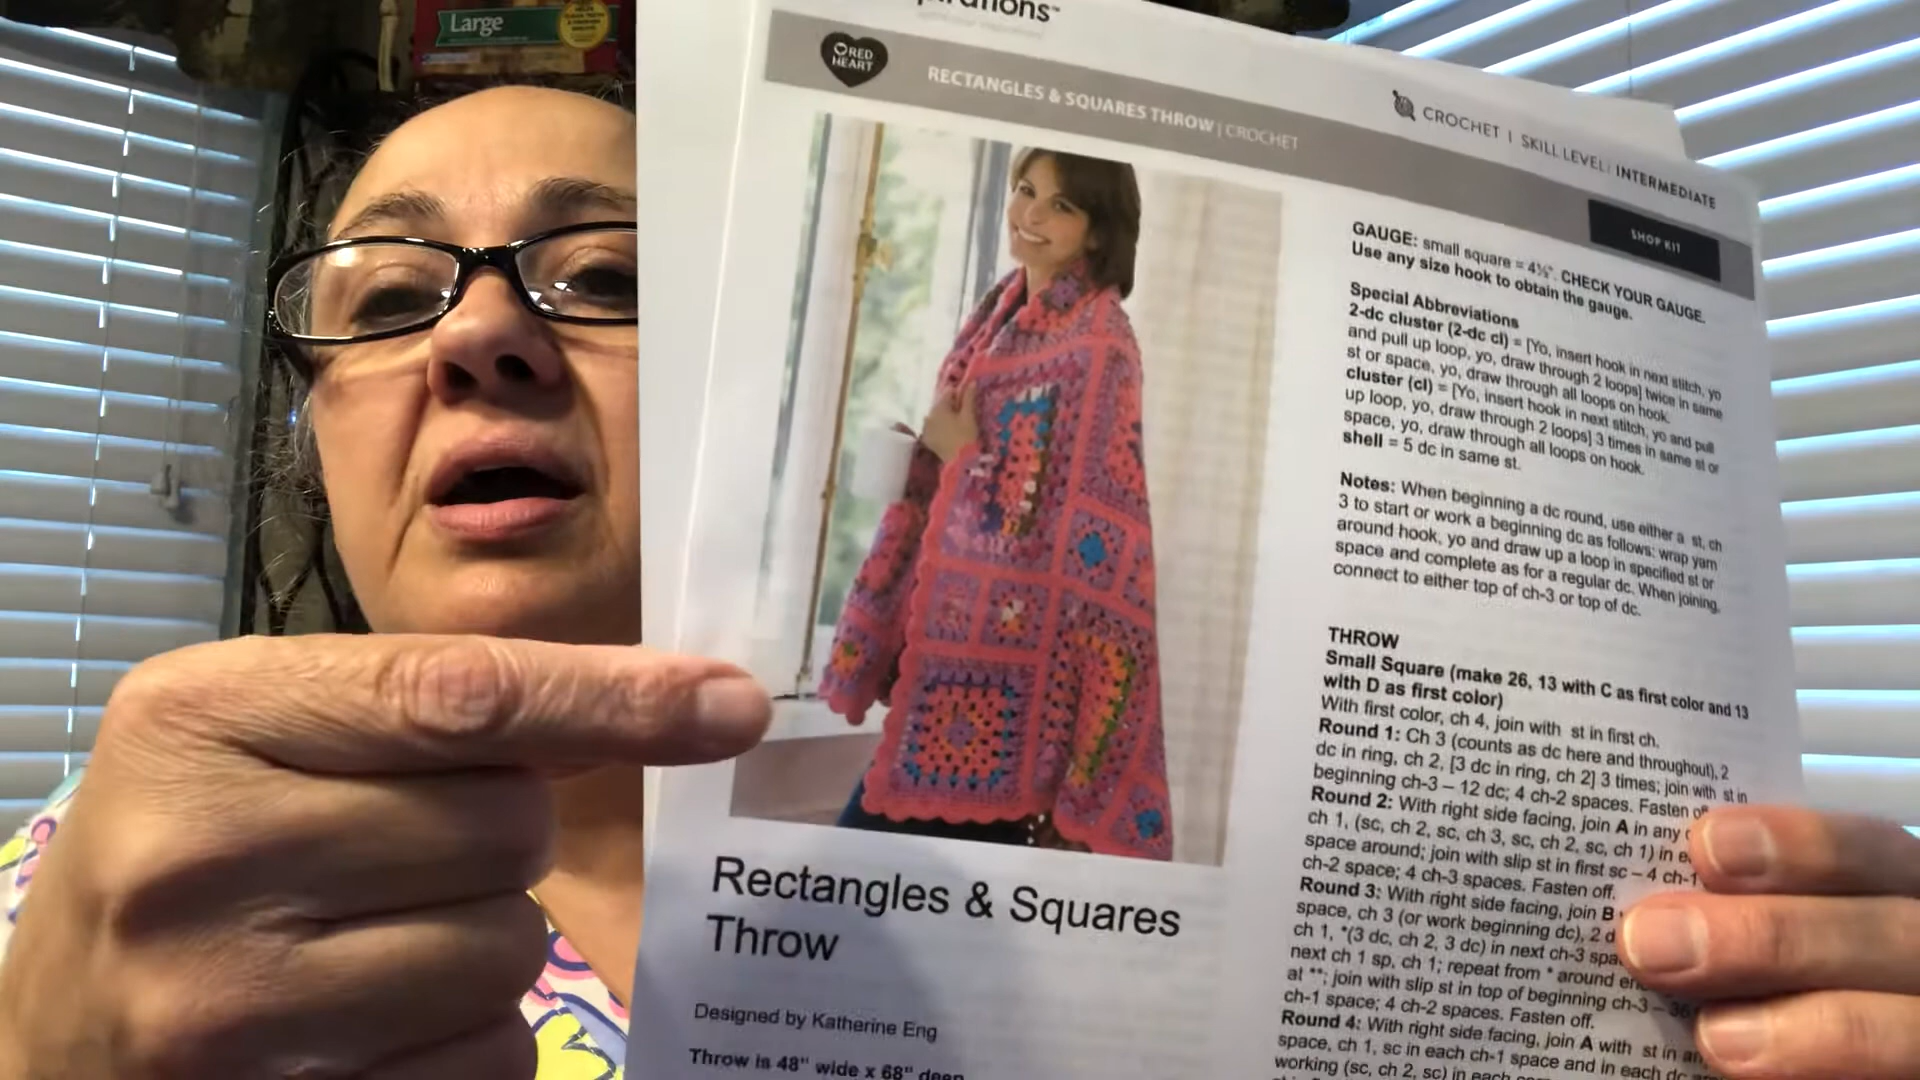 Large
RED
HEART
RECTANGLES & SQUARES THROW | CROCHET
CROCHET | SKILL LEVEL: INTERMEDIATE
SHOP KIT
Rectangles & Squares
Throw
Designed by Katherine Eng
Throw is 48" wide x 68" deep
GAUGE: small square = 4½". CHECK YOUR GAUGE.
Use any size hook to obtain the gauge.
Special Abbreviations
2-dc cluster (2-dc cl) = [Yo, insert hook in next stitch, yo
and pull up loop, yo, draw through 2 loops] twice in same
st or space, yo, draw through all loops on hook.
cluster (cl) = [Yo, insert hook in next stitch, yo and pull
up loop, yo, draw through 2 loops] 3 times in same st or
space, yo, draw through all loops on hook.
shell = 5 dc in same st.
Notes: When beginning a dc round, use either a st, ch
3 to start or work a beginning dc as follows: wrap yarn
around hook, yo and draw up a loop in specified st or
space and complete as for a regular dc. When joining,
connect to either top of ch-3 or top of dc.
THROW
Small Square (make 26, 13 with C as first color and 13
with D as first color)
With first color, ch 4, join with st in first ch.
Round 1: Ch 3 (counts as dc here and throughout), 2
dc in ring, ch 2, [3 dc in ring, ch 2] 3 times; join with st in
beginning ch-3 – 12 dc; 4 ch-2 spaces. Fasten
Round 2: With right side facing, join A in any
ch 1, (sc, ch 2, sc, ch 3, sc, ch 2, sc, ch 1) in
space around; join with slip st in first sc – 4 ch-1
ch-2 space; 4 ch-3 spaces. Fasten off.
Round 3: With right side facing, join B
space, ch 3 (or work beginning dc), 2
ch 1, *(3 dc, ch 2, 3 dc) in next ch-3
next ch 1 sp, ch 1; repeat from * around
at **; join with slip st in top of beginning ch-3 – 36
ch-1 space; 4 ch-2 spaces. Fasten off.
Round 4: With right side facing, join A with st in
space, ch 1, sc in each ch-1 space and in each dc
working (sc, ch 2, sc) in each